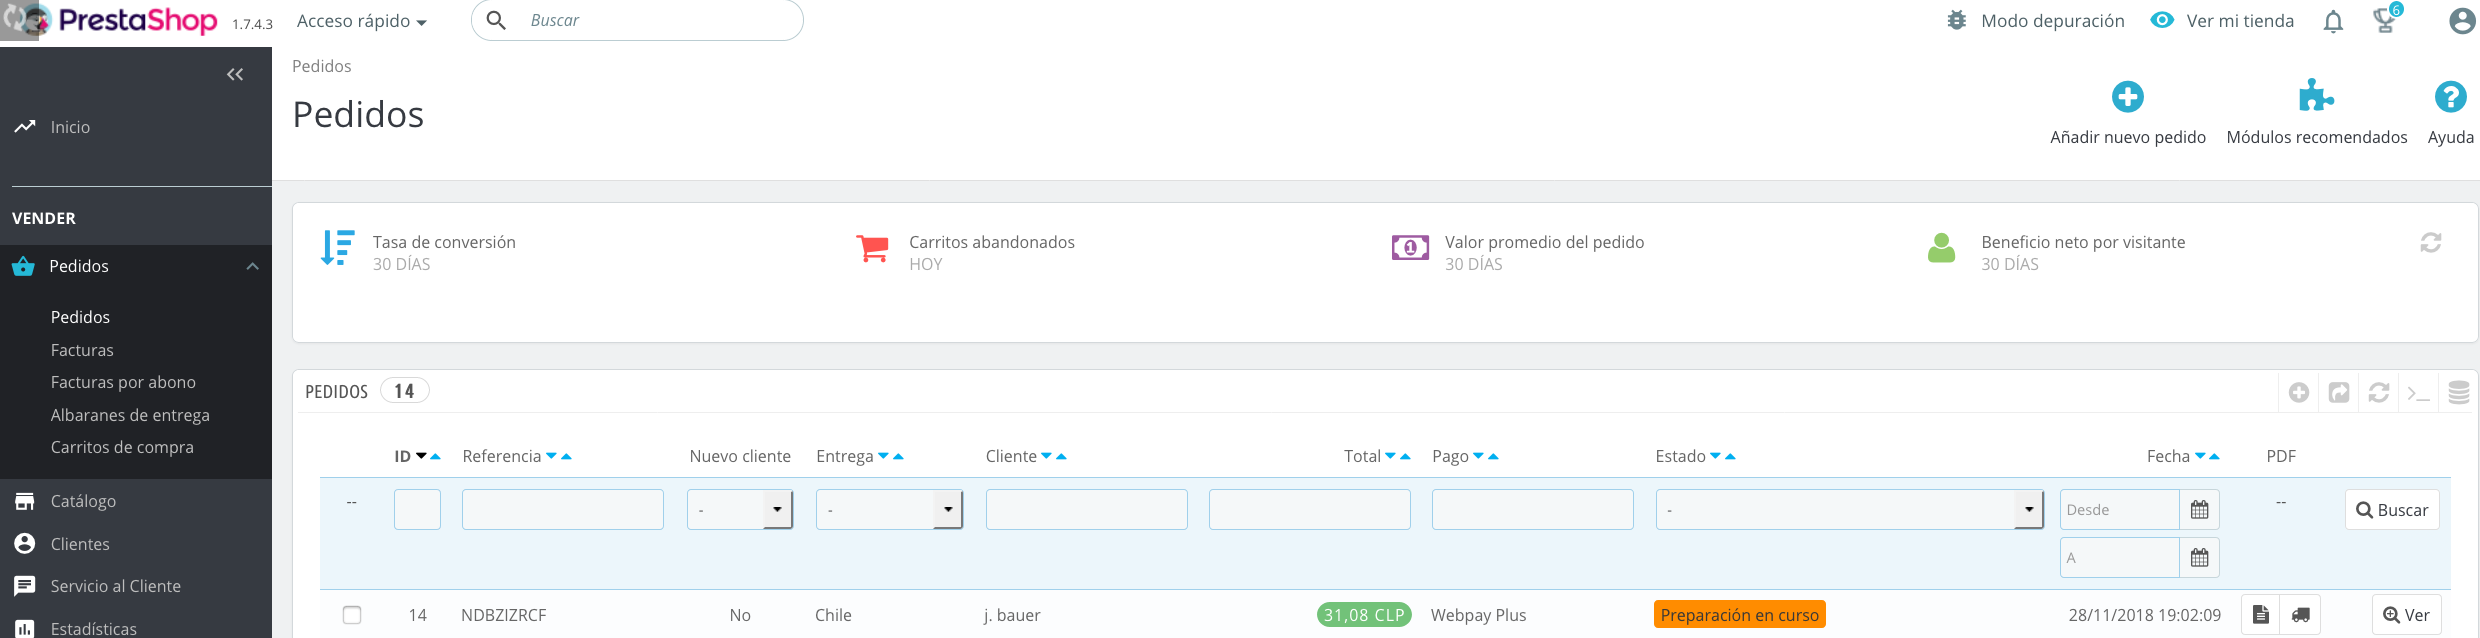 PrestaShop 1.7.4.3 Acceso rápido Buscar Modo depuración Ver mi tienda 6
Pedidos
Pedidos
Añadir nuevo pedido Módulos recomendados Ayuda
Inicio
VENDER
Pedidos
Pedidos
Facturas
Facturas por abono
Albaranes de entrega
Carritos de compra
Catálogo
Clientes
Servicio al Cliente
Estadísticas
Tasa de conversión
30 DÍAS
Carritos abandonados
HOY
Valor promedio del pedido
30 DÍAS
Beneficio neto por visitante
30 DÍAS
PEDIDOS 14
ID Referencia Nuevo cliente Entrega Cliente Total Pago Estado Fecha PDF
-- - - - Desde -- Buscar
A
14 NDBZIZRCF No Chile j. bauer 31,08 CLP Webpay Plus Preparación en curso 28/11/2018 19:02:09 Ver